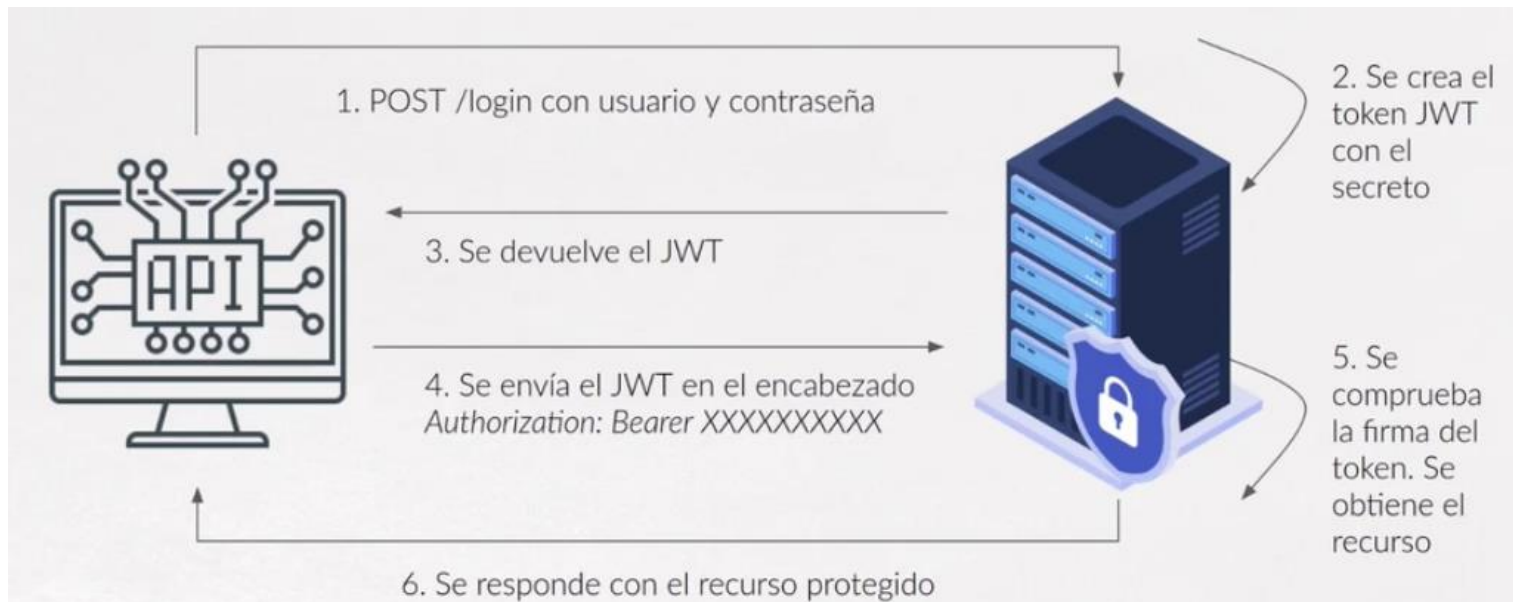 1. POST /login con usuario y contraseña
2. Se crea el
token JWT
con el
secreto
3. Se devuelve el JWT
API
4. Se envía el JWT en el encabezado
Authorization: Bearer XXXXXXXXXX
5. Se
comprueba
la firma del
token. Se
obtiene el
recurso
6. Se responde con el recurso protegido